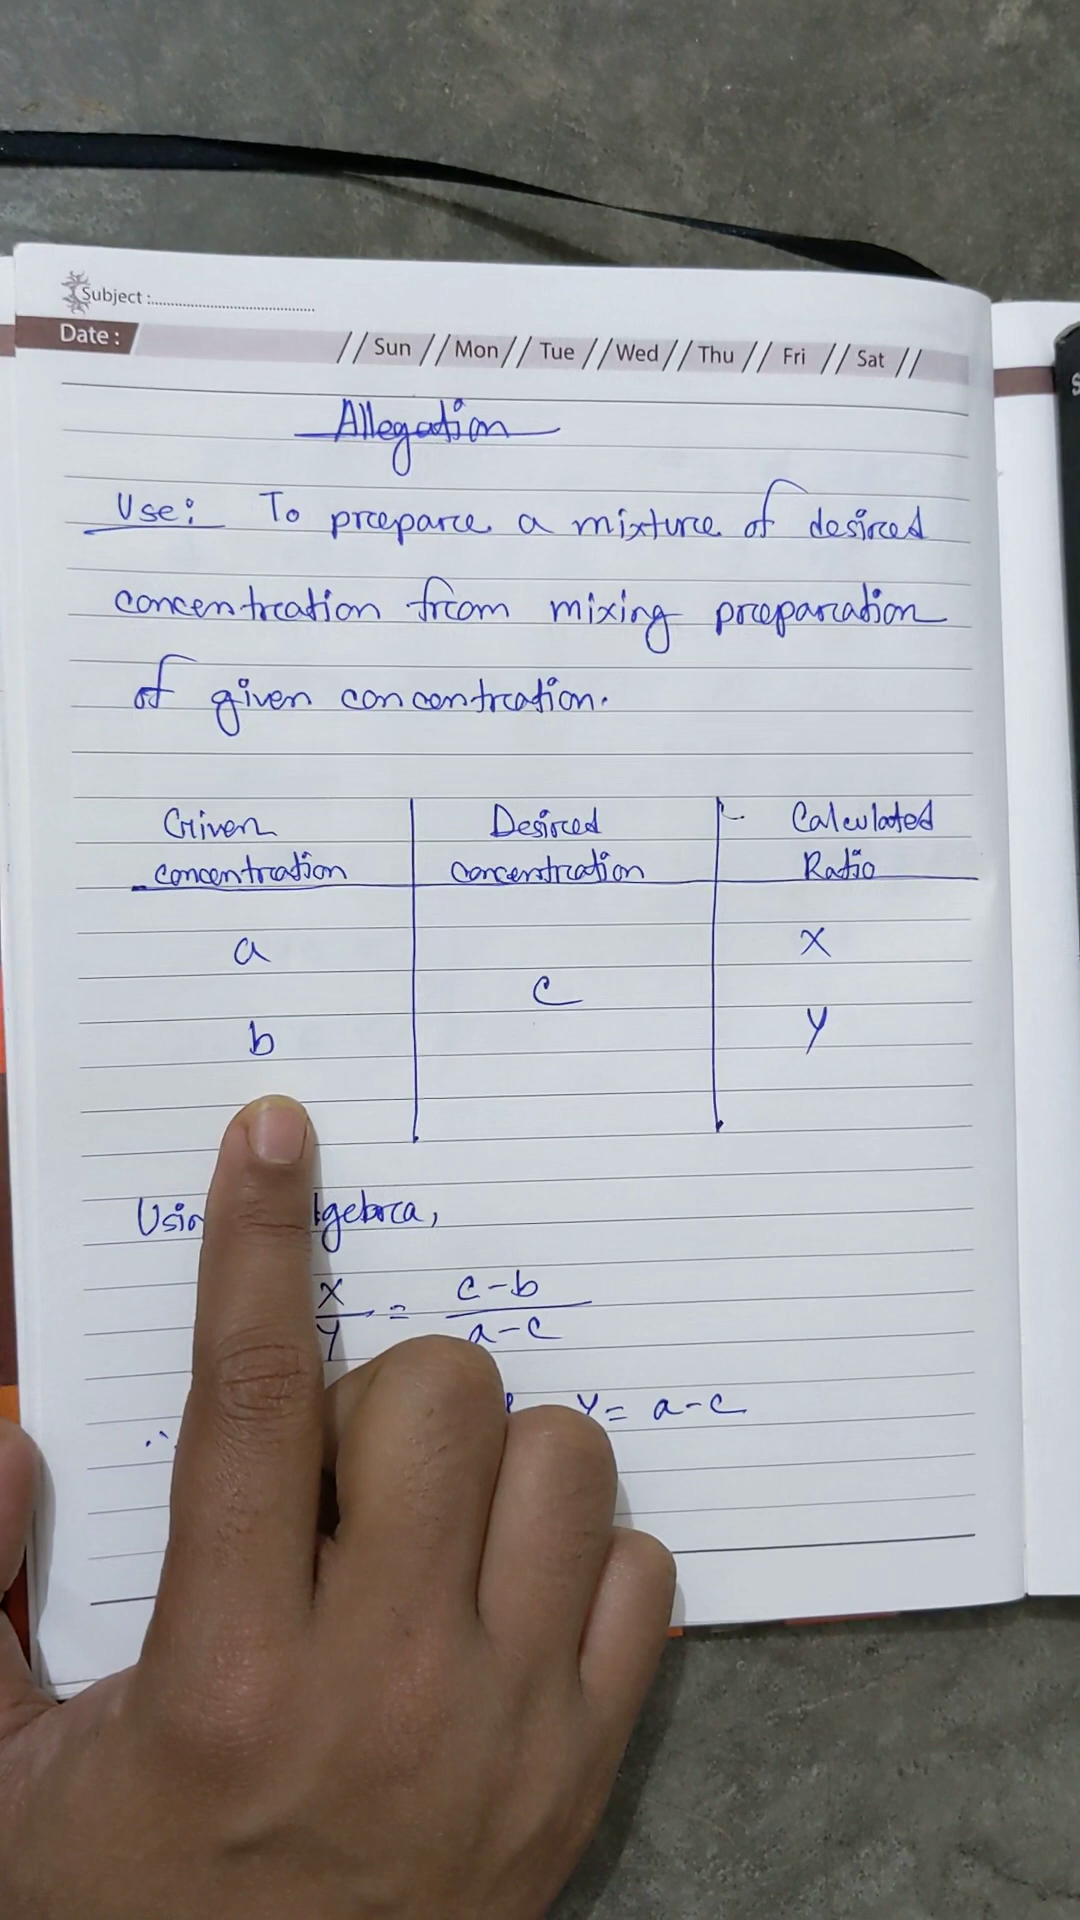 Subject :
Date :
// Sun // Mon // Tue // Wed // Thu // Fri // Sat //
Allegation
Use: To prepare a mixture of desired
concentration from mixing preparation
of given concentration.
Given Desired Calculated
concentration concentration Ratio
a x
c
b y
gebra,
x/y = c-b/a-c
∴ y = a-c